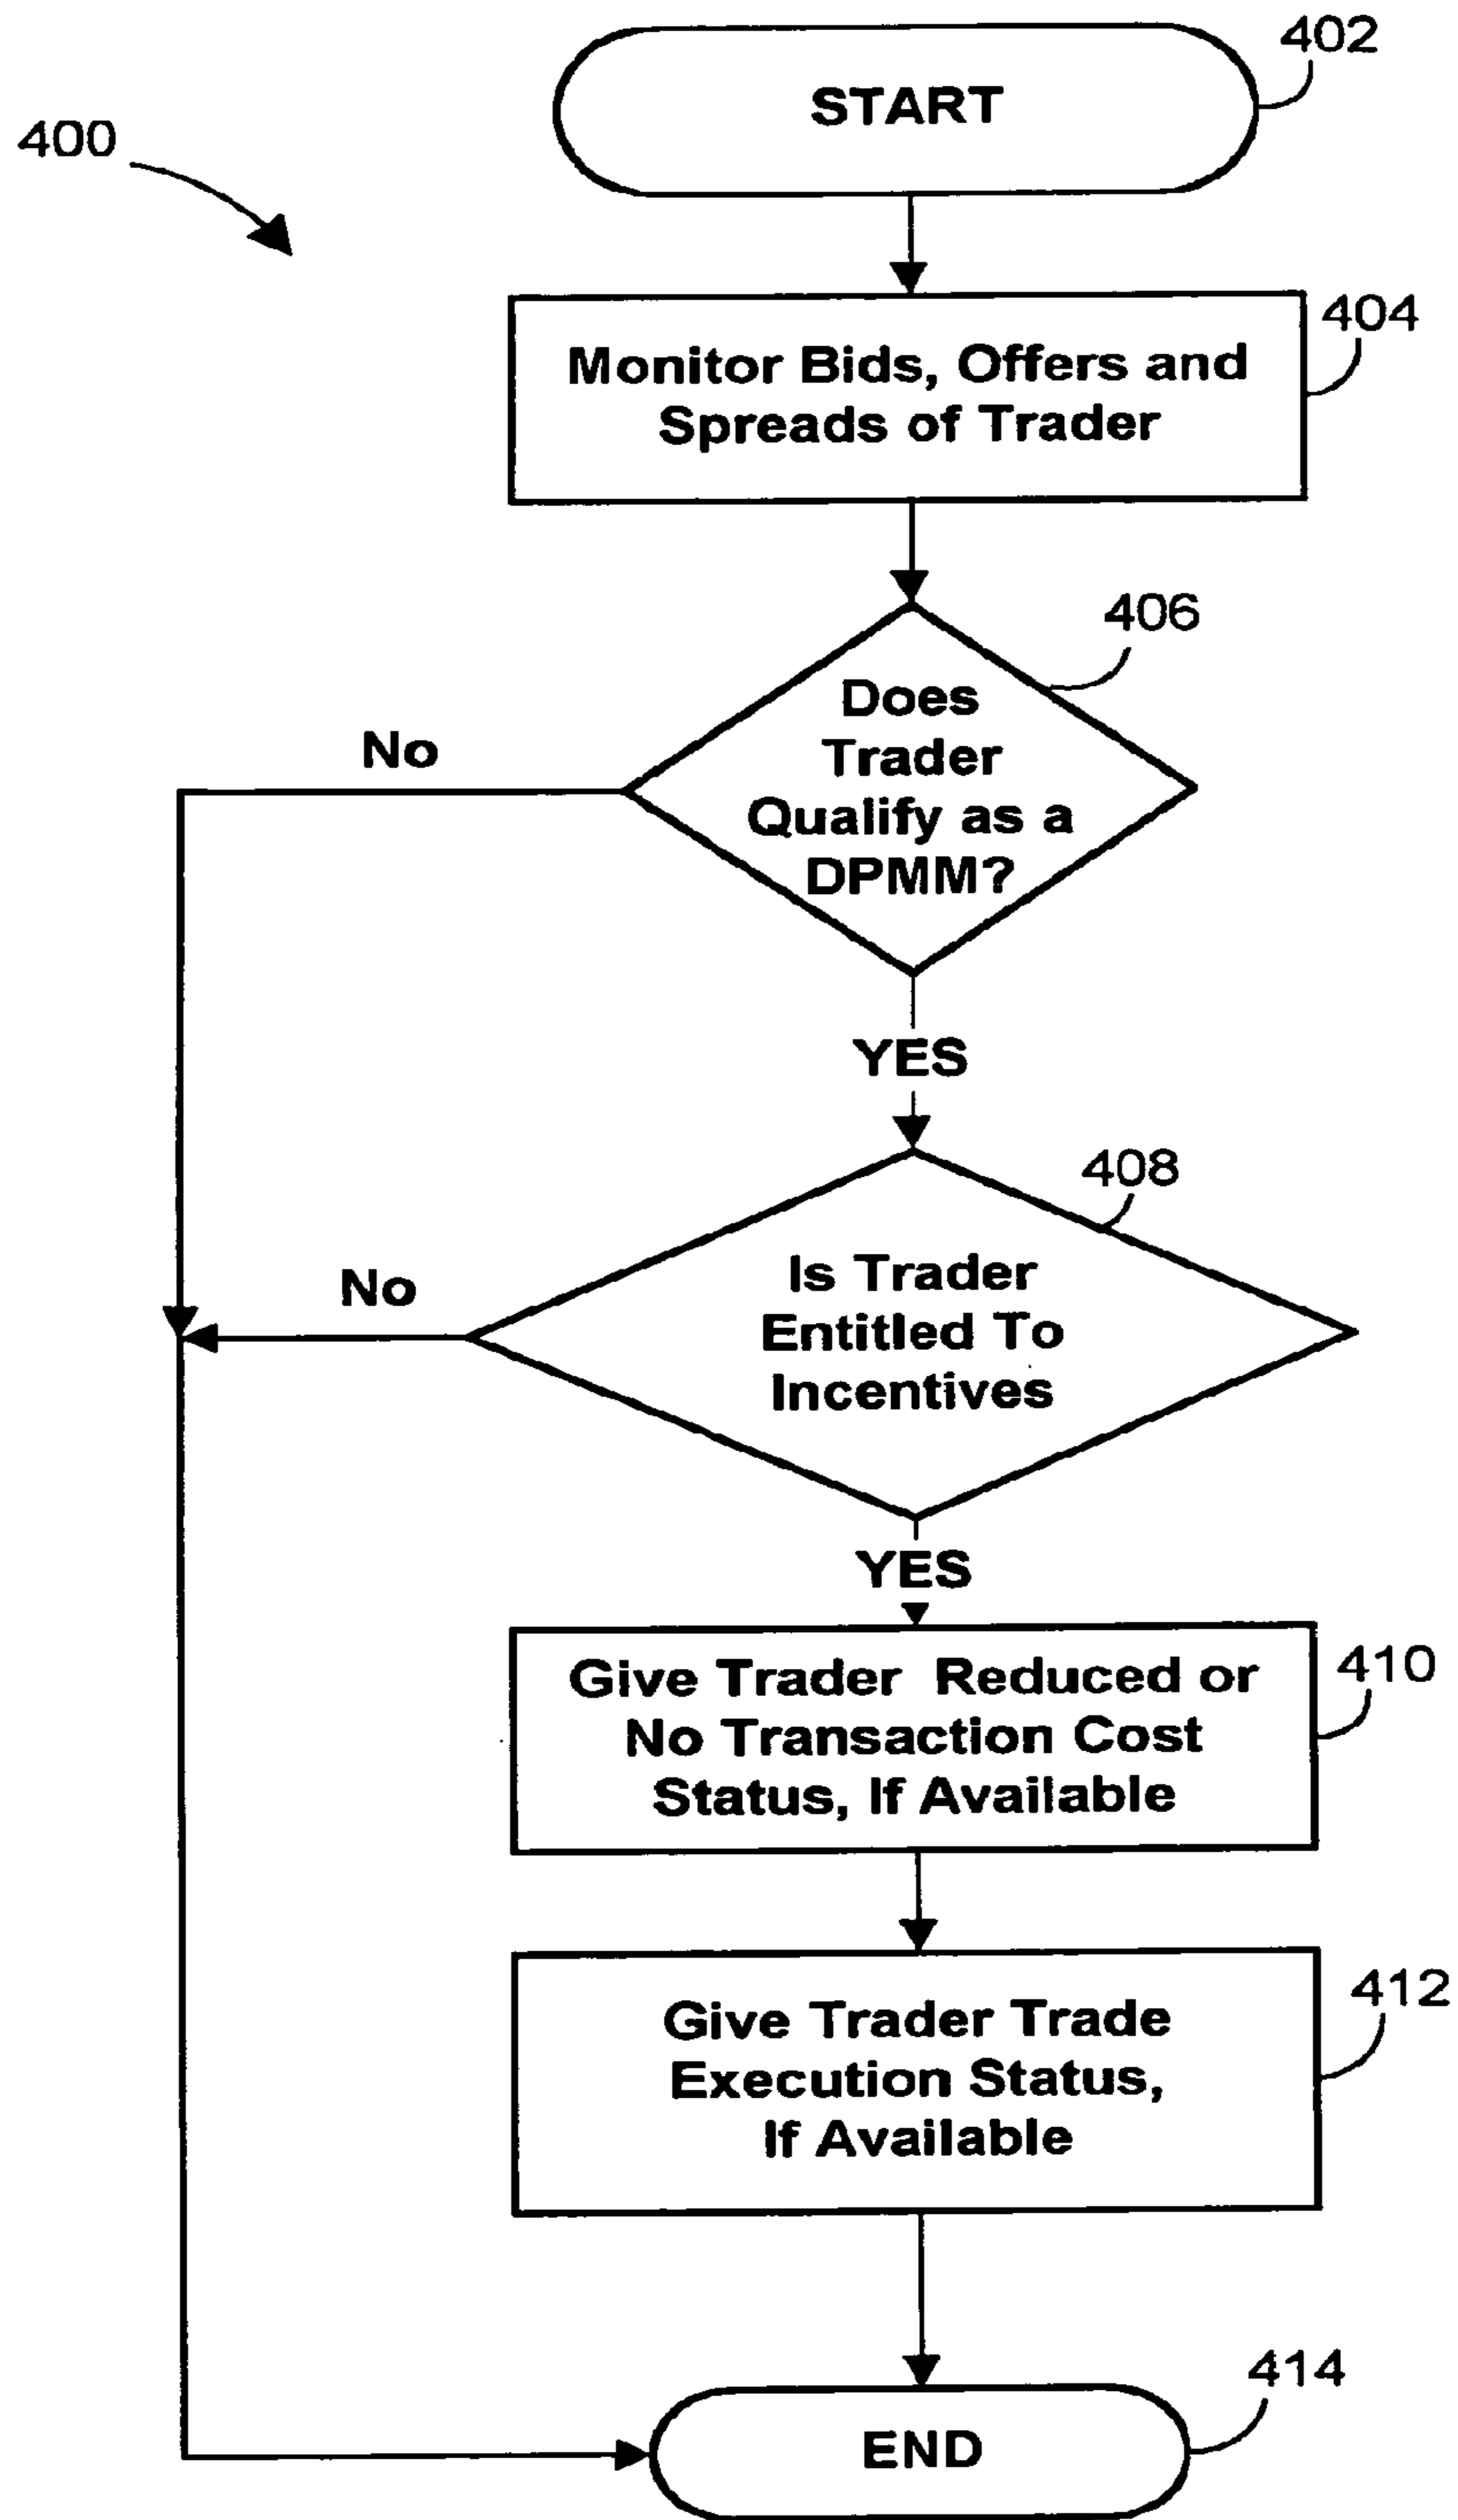 402
START
400
404
Monitor Bids, Offers and
Spreads of Trader
406
Does
Trader
Qualify as a
DPMM?
No
YES
408
Is Trader
Entitled To
Incentives
No
YES
410
Give Trader Reduced or
No Transaction Cost
Status, If Available
412
Give Trader Trade
Execution Status,
If Available
414
END